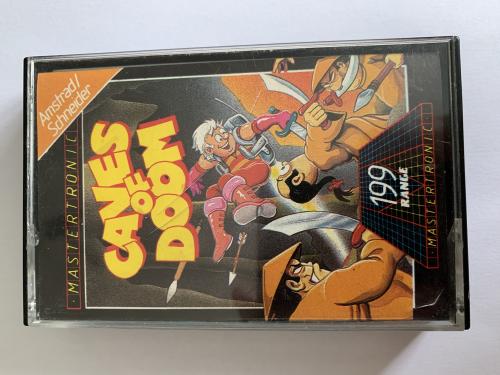 Amstrad/
Schneider
MASTERTRONIC
CAVES
OF
DOOM
199
RANGE
MASTERTRONIC